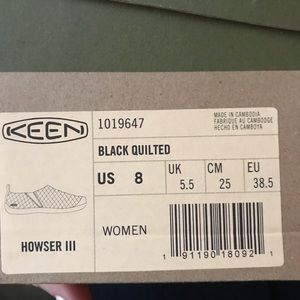 KEEN
1019647
MADE IN CAMBODIA
FABRIQUE AU CAMBODGE
HECHO EN CAMBOYA
BLACK QUILTED
US 8 UK 5.5 CM 25 EU 38.5
HOWSER III
WOMEN
1 91190 18092 1